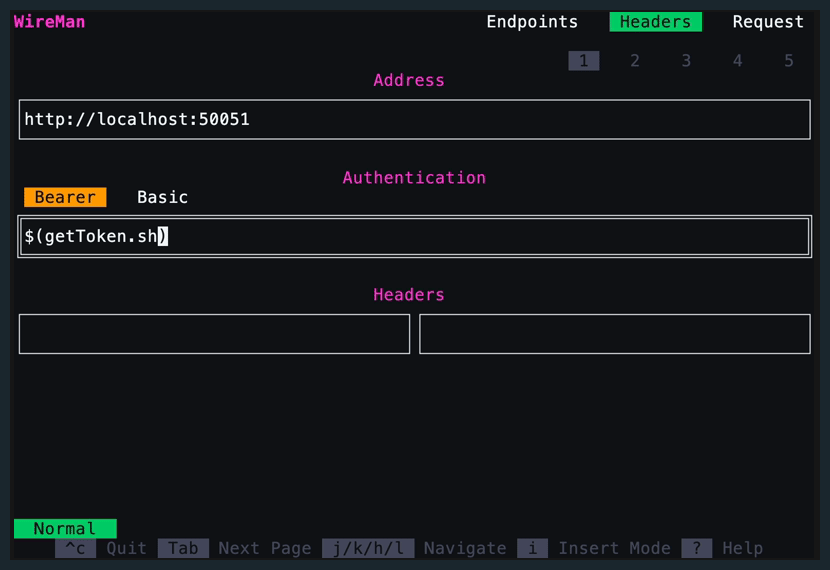 WireMan Endpoints Headers Request
1 2 3 4 5
Address
http://localhost:50051
Authentication
Bearer Basic
$(getToken.sh)
Headers
Normal
^c Quit Tab Next Page j/k/h/l Navigate i Insert Mode ? Help